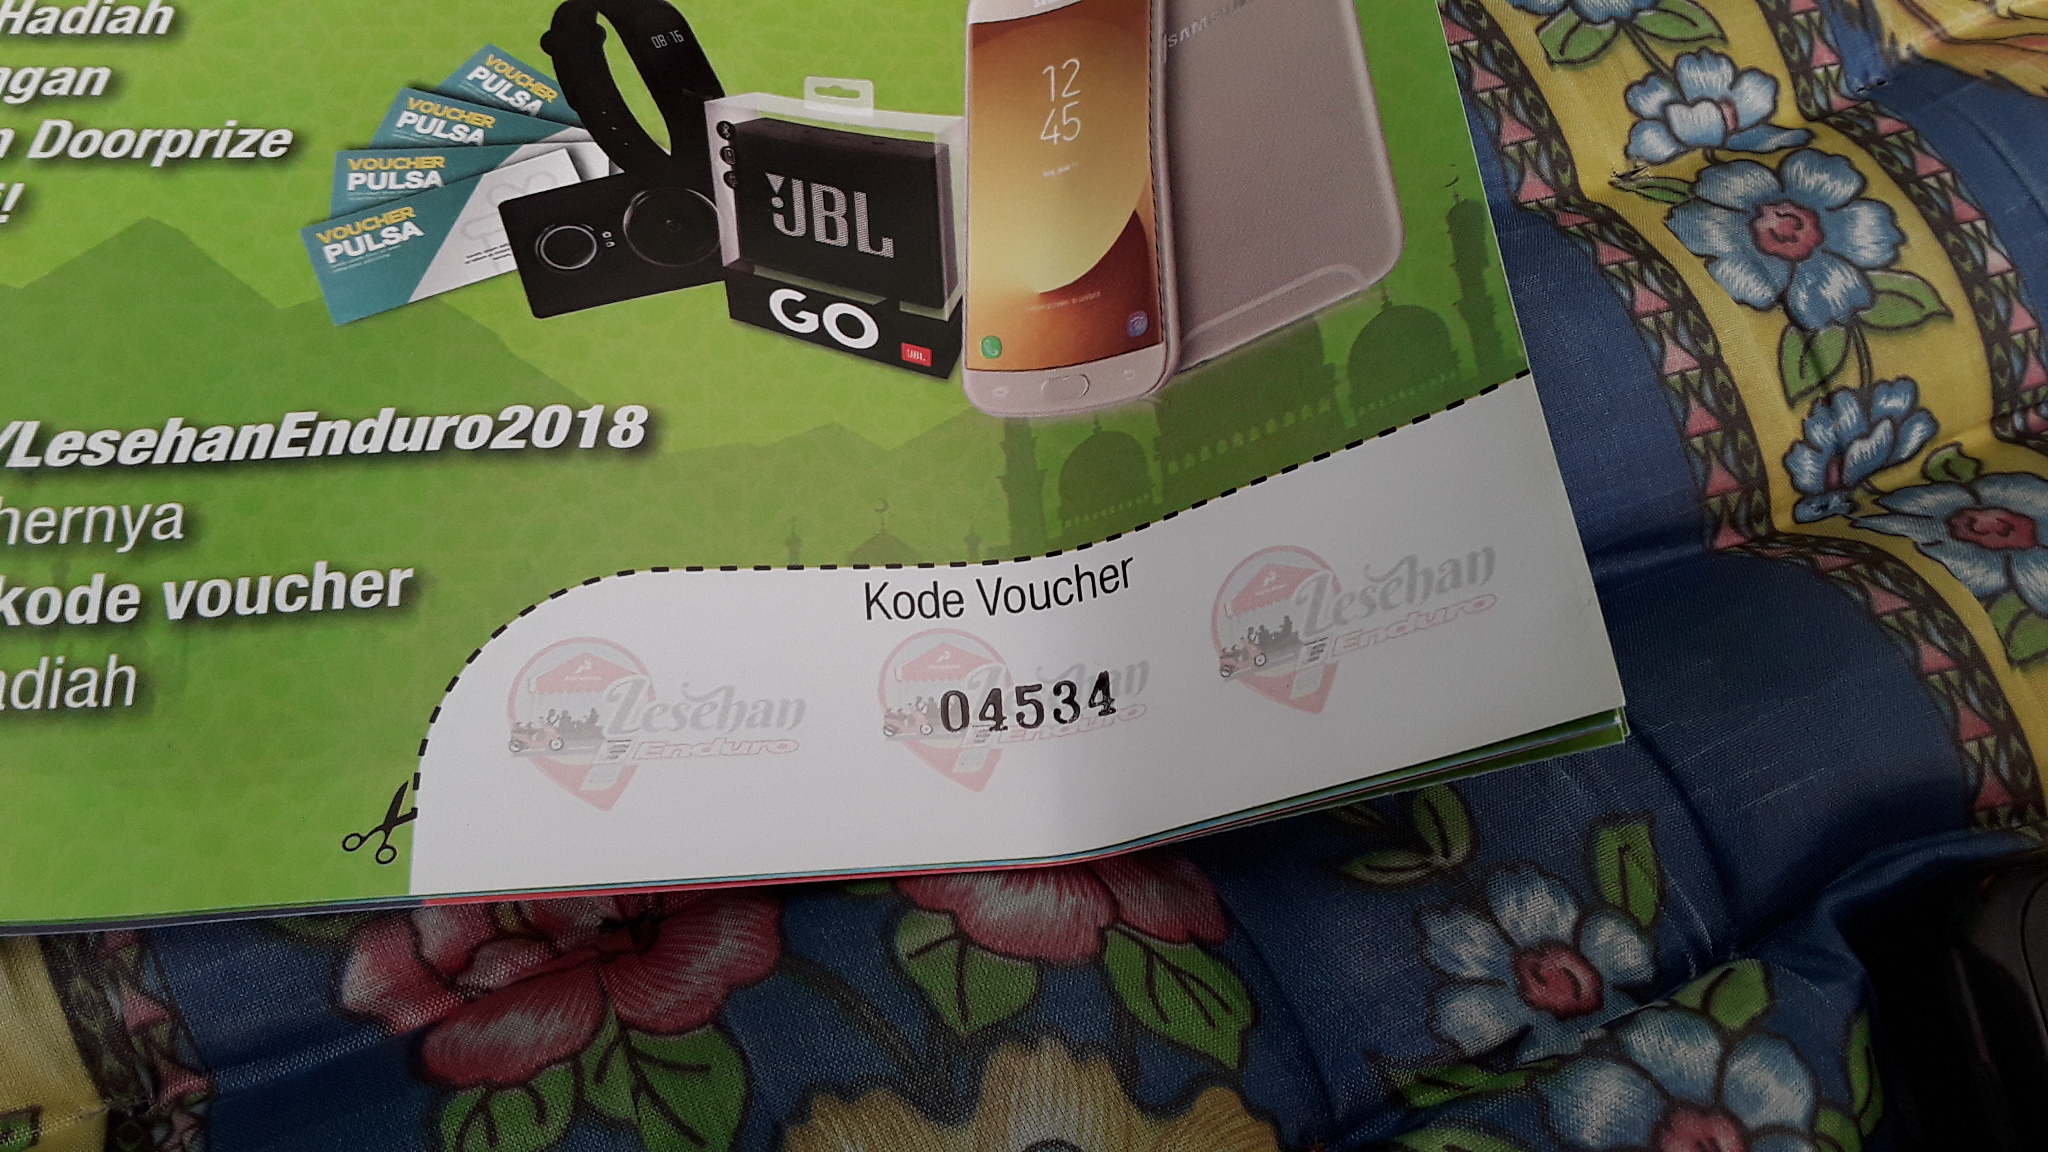 Hadiah
ngan
n Doorprize
i!
VOUCHER
PULSA
VOUCHER
PULSA
VOUCHER
PULSA
VOUCHER
PULSA
08 15
JBL
GO
JBL
12
45
SAMSUNG
/LesehanEnduro2018
hernya
kode voucher
adiah
Kode Voucher
Lesehan
Enduro
Lesehan
Enduro
04534
Lesehan
Enduro